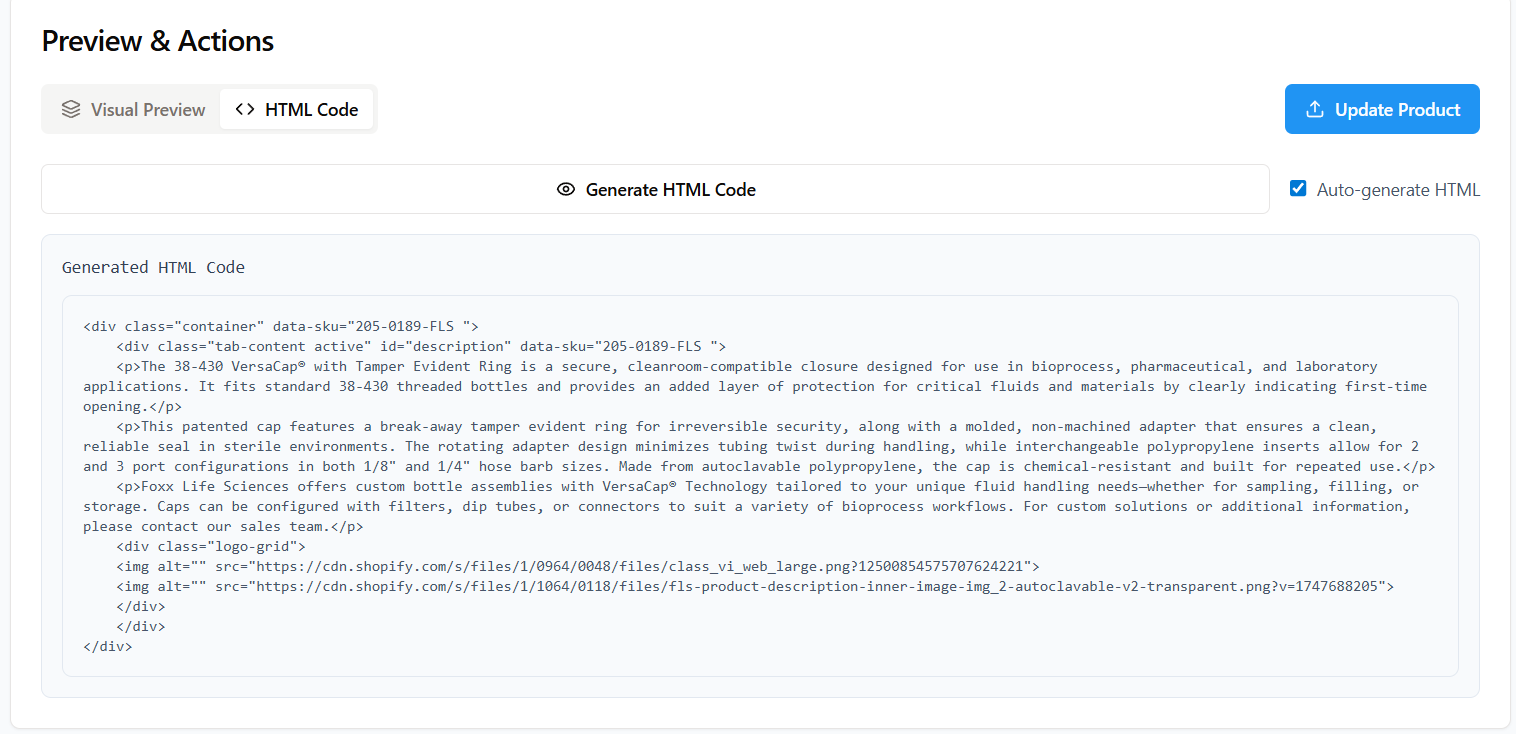 Preview & Actions
Visual Preview
HTML Code
Update Product
Generate HTML Code
Auto-generate HTML
Generated HTML Code
<div class="container" data-sku="205-0189-FLS ">
<div class="tab-content active" id="description" data-sku="205-0189-FLS ">
<p>The 38-430 VersaCap® with Tamper Evident Ring is a secure, cleanroom-compatible closure designed for use in bioprocess, pharmaceutical, and laboratory
applications. It fits standard 38-430 threaded bottles and provides an added layer of protection for critical fluids and materials by clearly indicating first-time
opening.</p>
<p>This patented cap features a break-away tamper evident ring for irreversible security, along with a molded, non-machined adapter that ensures a clean,
reliable seal in sterile environments. The rotating adapter design minimizes tubing twist during handling, while interchangeable polypropylene inserts allow for 2
and 3 port configurations in both 1/8" and 1/4" hose barb sizes. Made from autoclavable polypropylene, the cap is chemical-resistant and built for repeated use.</p>
<p>Foxx Life Sciences offers custom bottle assemblies with VersaCap® Technology tailored to your unique fluid handling needs—whether for sampling, filling, or
storage. Caps can be configured with filters, dip tubes, or connectors to suit a variety of bioprocess workflows. For custom solutions or additional information,
please contact our sales team.</p>
<div class="logo-grid">
<img alt="" src="https://cdn.shopify.com/s/files/1/0964/0048/files/class_vi_web_large.png?12500854575707624221">
<img alt="" src="https://cdn.shopify.com/s/files/1/1064/0118/files/fls-product-description-inner-image-img_2-autoclavable-v2-transparent.png?v=1747688205">
</div>
</div>
</div>